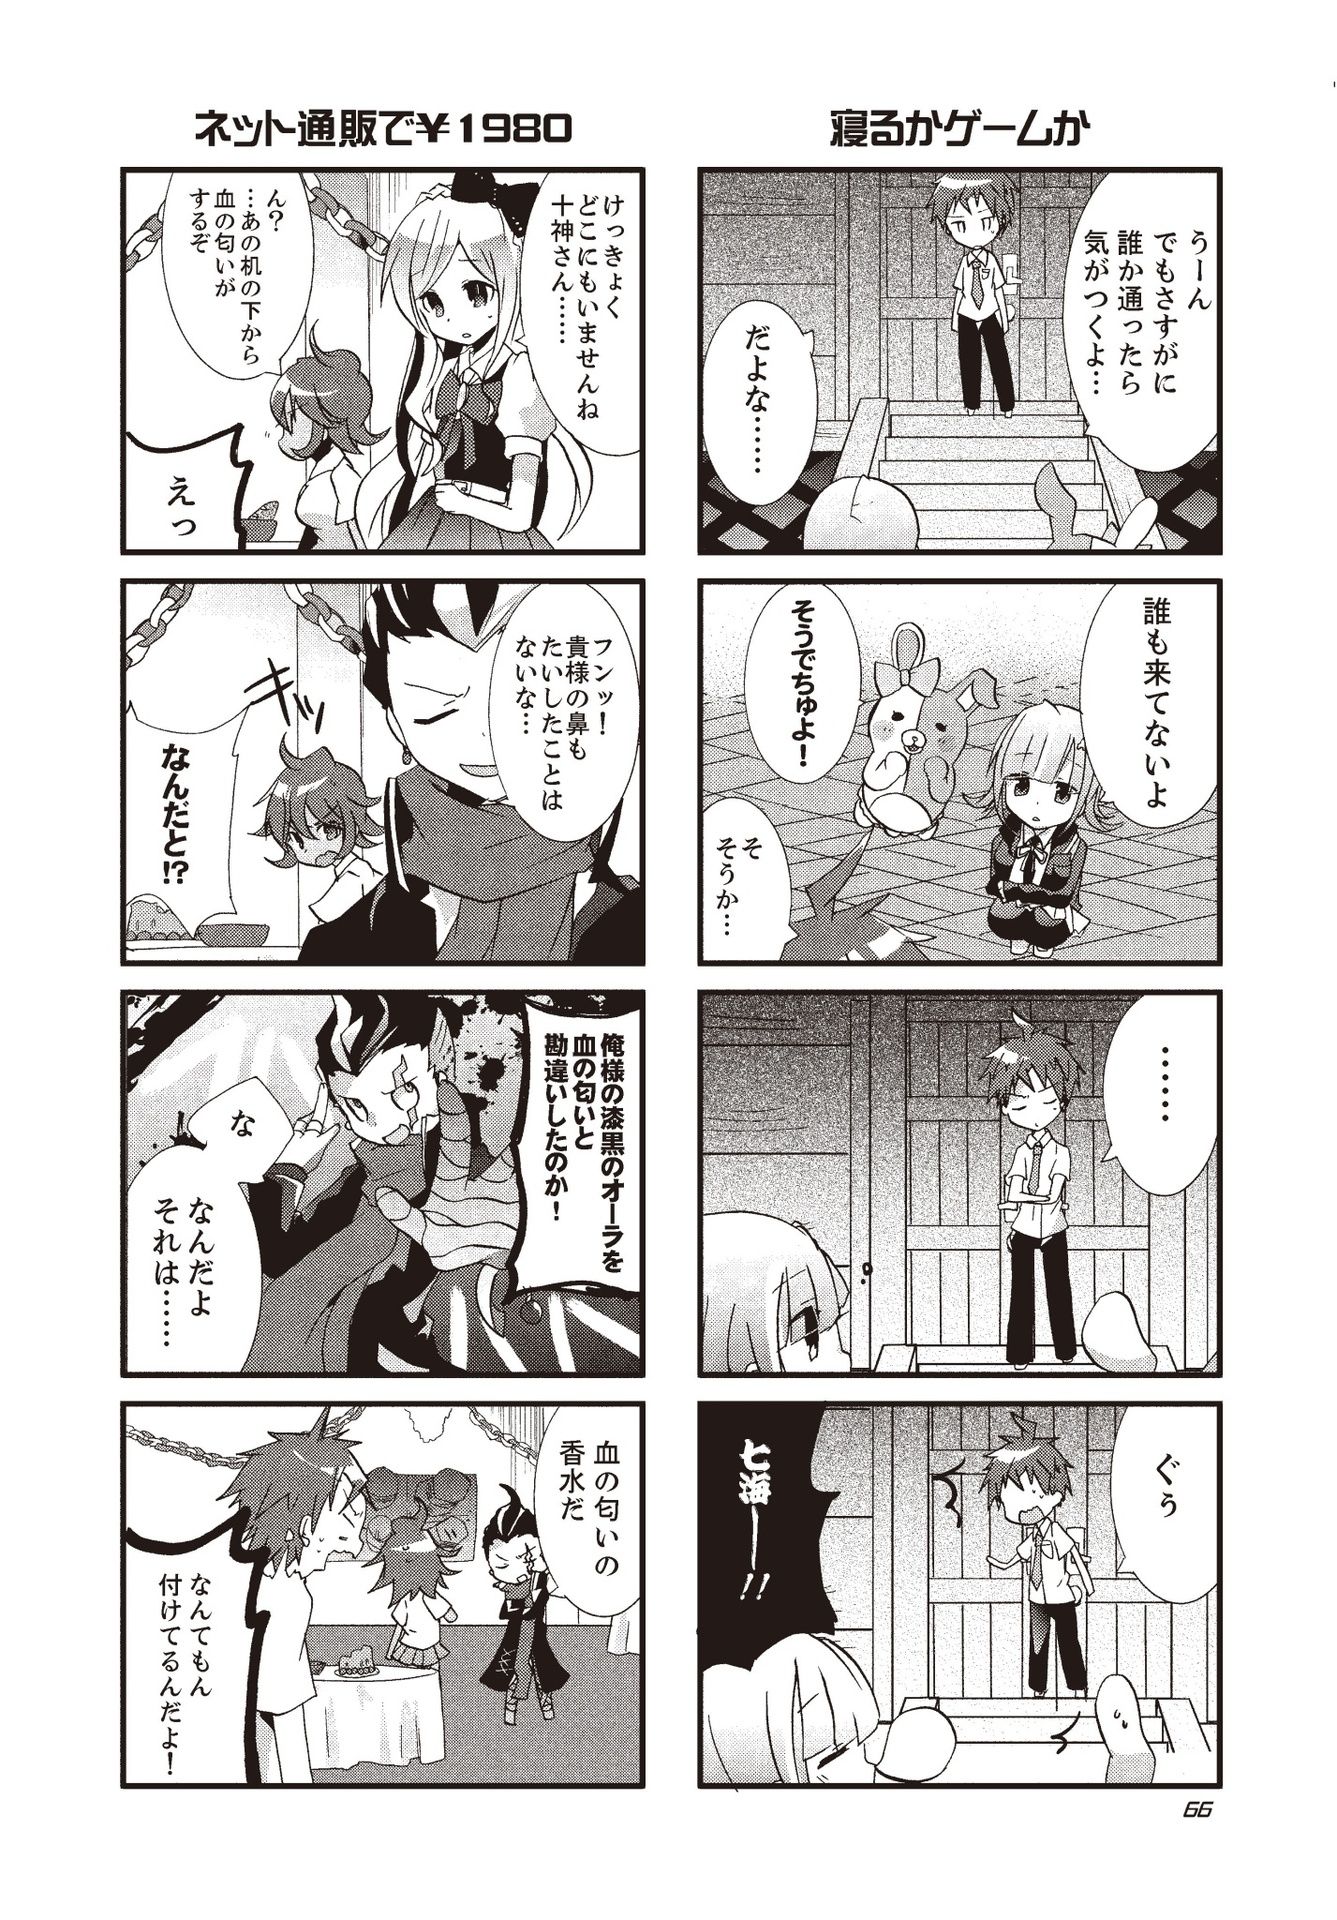 寝るかゲームか
うーん
でもさすがに
誰か通ったら
気がつくよ…
だよな……
誰も来てないよ
そうでちゅよ！
そ
そうか…
……
ぐぅ
七海ーー!!
ネット通販で¥1980
けっきょく
どこにもいませんね
十神さん……
ん？
…あの机の下から
血の匂いが
するぞ
えっ
フンッ！
貴様の鼻も
たいしたことは
ないな…
キッ
なんだと!?
俺様の漆黒のオーラを
血の匂いと
勘違いしたのか！
な
なんだよ
それは……
血の匂いの
香水だ
なんてもん
付けてるんだよ！
66